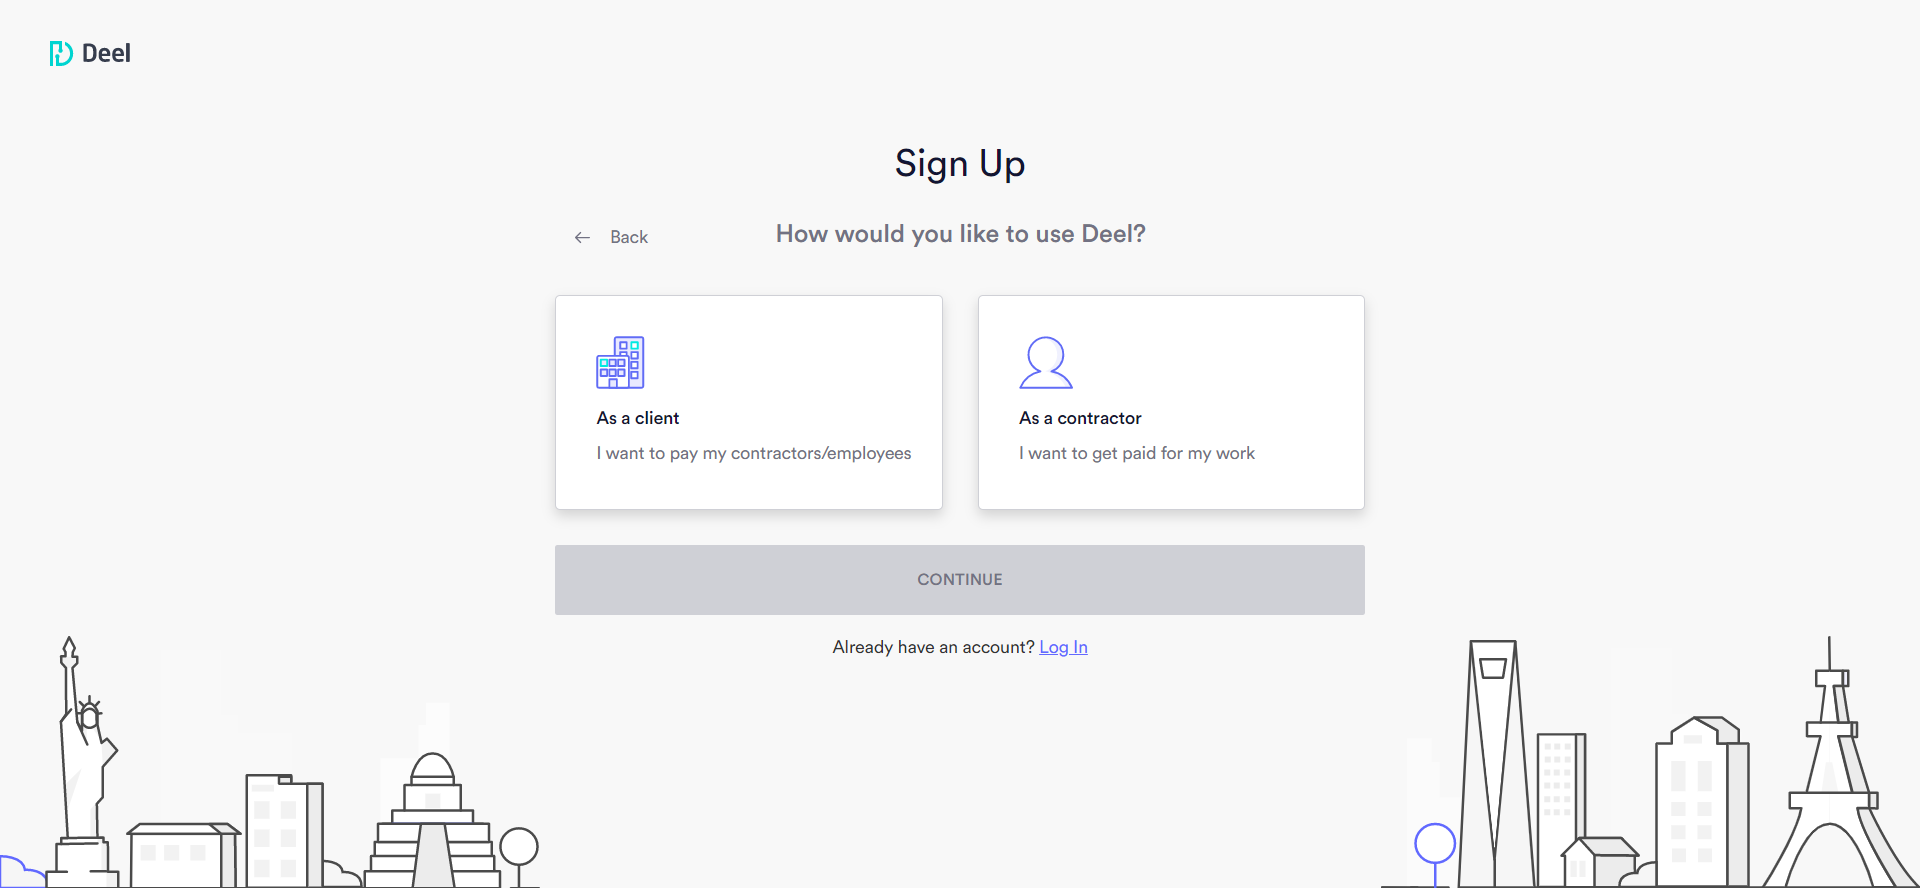 Deel
Sign Up
Back
How would you like to use Deel?
As a client
I want to pay my contractors/employees
As a contractor
I want to get paid for my work
CONTINUE
Already have an account? Log In